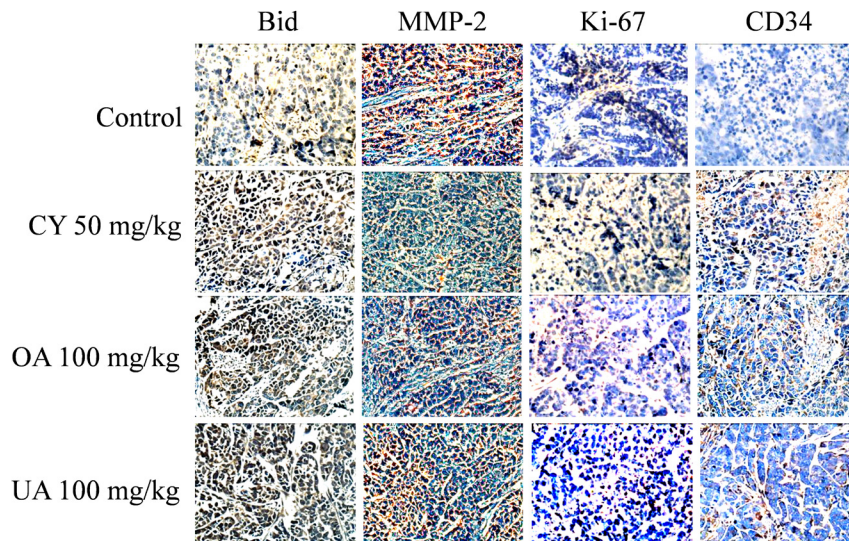 Bid MMP-2 Ki-67 CD34
Control
CY 50 mg/kg
OA 100 mg/kg
UA 100 mg/kg